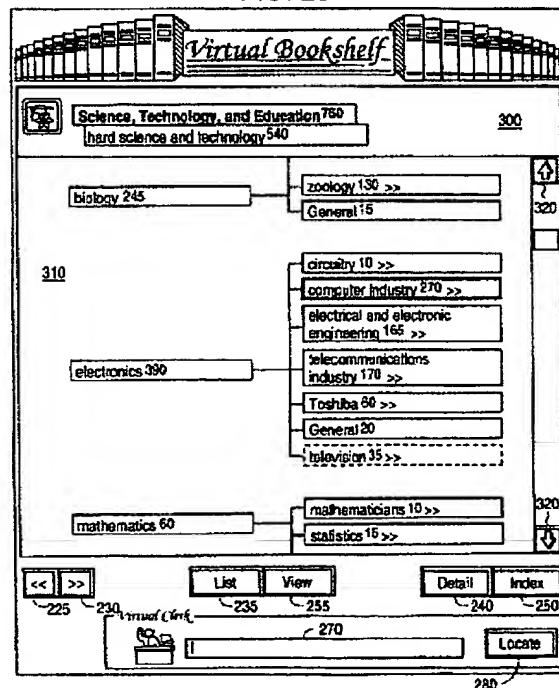 Virtual Bookshelf
Science, Technology, and Education 760
hard science and technology 540
300
biology 245
zoology 130 >>
General 15
320
310
circuitry 10 >>
computer industry 270 >>
electrical and electronic
engineering 165 >>
electronics 390
telecommunications
industry 170 >>
Toshiba 60 >>
General 20
television 35 >>
320
mathematics 60
mathematicians 10 >>
statistics 15 >>
<< >> List View Detail Index
225 230 235 255 240 250
Virtual Clerk
270
Locate
280